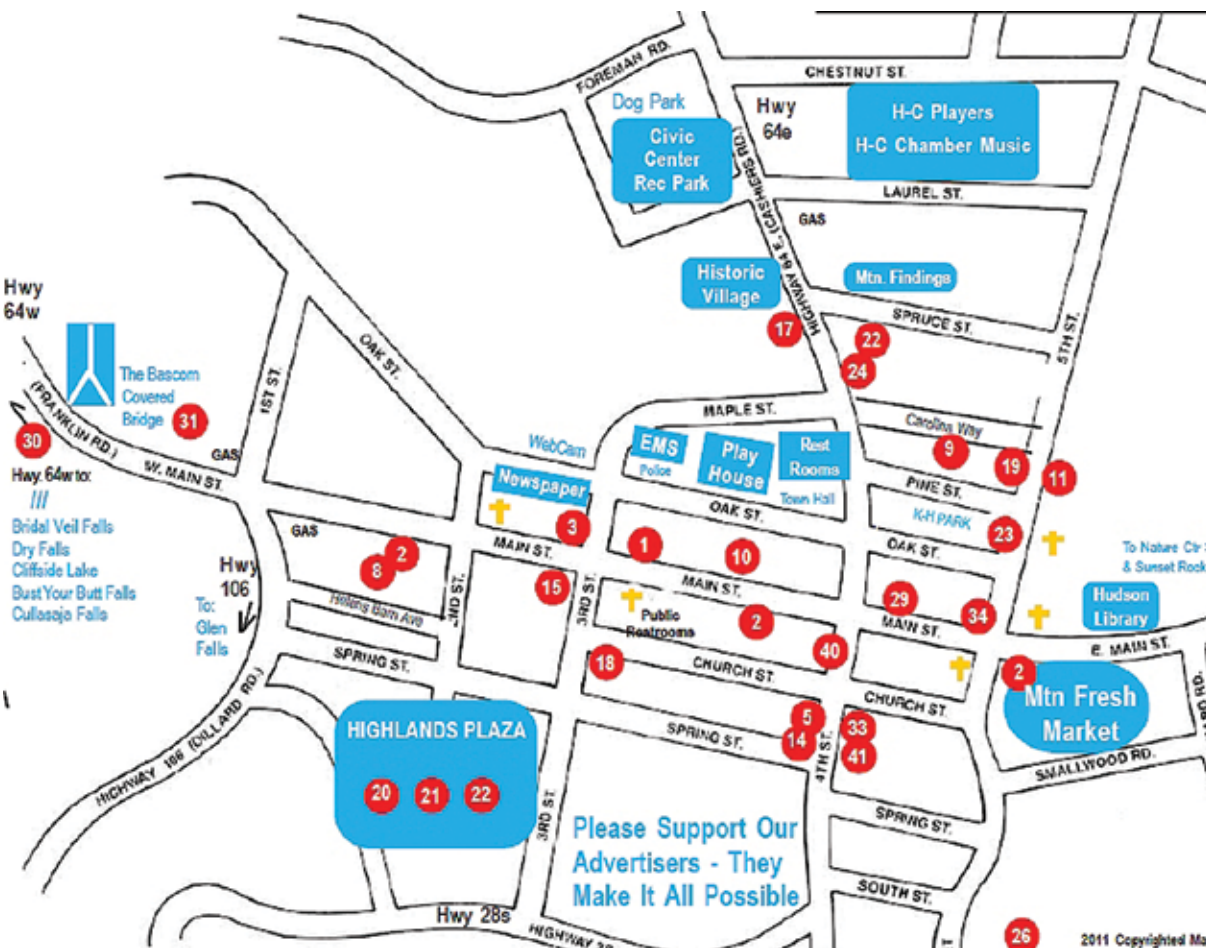 FOREMAN RD.
CHESTNUT ST.
Dog Park
Hwy
64e
H-C Players
H-C Chamber Music
Civic
Center
Rec Park
LAUREL ST.
GAS
HIGHWAY 64 E. (CASHIERS RD.)
Historic
Village
Mtn. Findings
SPRUCE ST.
5TH ST.
17
22
24
Hwy
64w
The Bascom
Covered
Bridge
31
30
(FRANKLIN RD.)
W. MAIN ST.
GAS
1ST ST.
OAK ST.
MAPLE ST.
Carolina Way
9
19
11
PINE ST.
WebCam
EMS
Police
Play
House
Rest
Rooms
Town Hall
Newspaper
OAK ST.
K-H PARK
23
OAK ST.
Hwy. 64w to:
///
Bridal Veil Falls
Dry Falls
Cliffside Lake
Bust Your Butt Falls
Cullasaja Falls
GAS
2
8
3
MAIN ST.
1
10
MAIN ST.
29
34
MAIN ST.
To Nature Ctr
& Sunset Rock
Hudson
Library
E. MAIN ST.
Hwy
106
To:
Glen
Falls
Helens Barn Ave
2ND ST.
15
3RD ST.
Public
Restrooms
2
40
SPRING ST.
18
CHURCH ST.
CHURCH ST.
2
Mtn Fresh
Market
SMALLWOOD RD.
HIGHWAY 106 (DILLARD RD.)
HIGHLANDS PLAZA
20
21
22
SPRING ST.
5
14
4TH ST.
33
41
3RD ST.
SPRING ST.
Please Support Our
Advertisers - They
Make It All Possible
SOUTH ST.
Hwy 28s
26
2011 Copyrighted